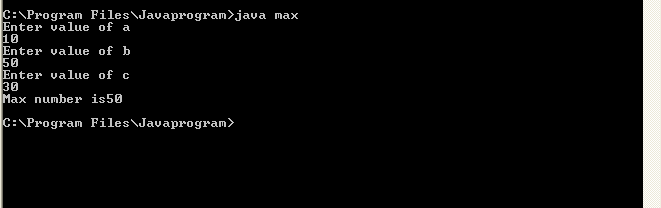 C:\Program Files\Javaprogram>java max
Enter value of a
10
Enter value of b
50
Enter value of c
30
Max number is50
C:\Program Files\Javaprogram>